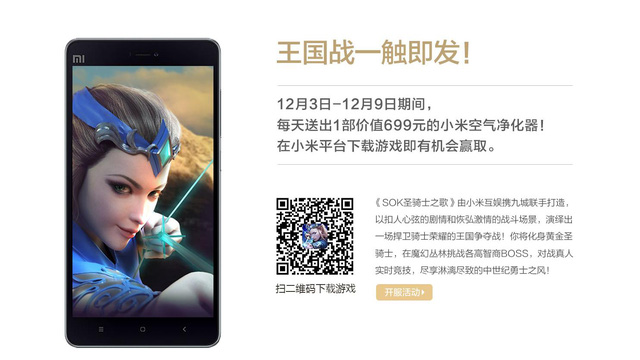 MI
王国战一触即发！
12月3日-12月9日期间，
每天送出1部价值699元的小米空气净化器！
在小米平台下载游戏即有机会赢取。
《SOK圣骑士之歌》由小米互娱携九城联手打造，
以扣人心弦的剧情和恢弘激情的战斗场景，演绎出
一场捍卫骑士荣耀的王国争夺战！你将化身黄金圣
骑士，在魔幻丛林挑战各高智商BOSS，对战真人
实时竞技，尽享淋漓尽致的中世纪勇士之风！
扫二维码下载游戏
开服活动